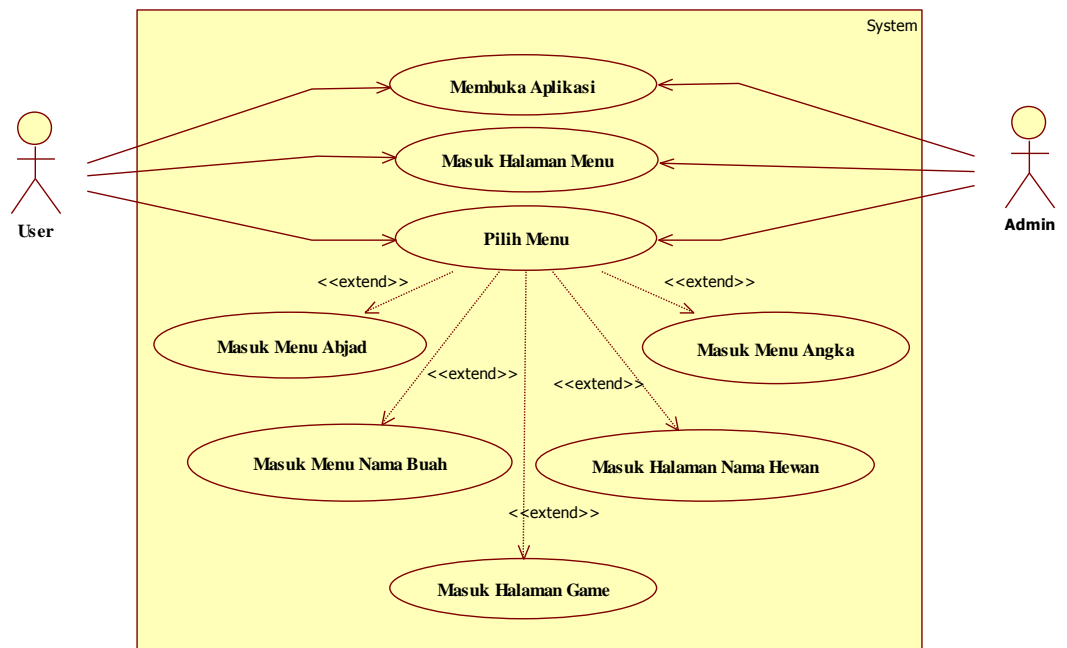 System
Membuka Aplikasi
Masuk Halaman Menu
User
Admin
Pilih Menu
<<extend>>
<<extend>>
Masuk Menu Abjad
Masuk Menu Angka
<<extend>>
<<extend>>
Masuk Menu Nama Buah
Masuk Halaman Nama Hewan
<<extend>>
Masuk Halaman Game